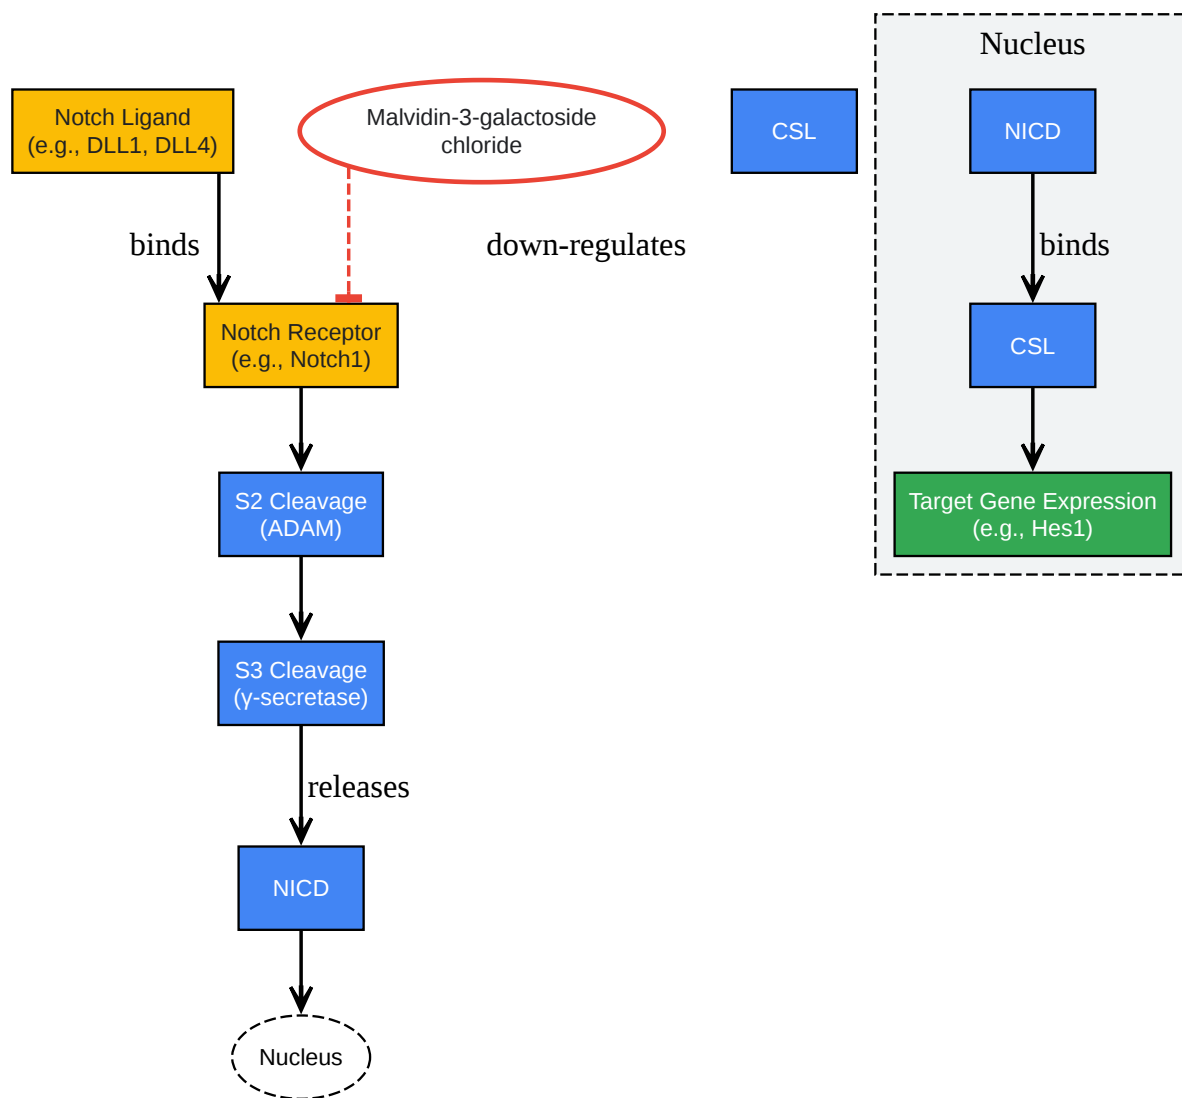 Nucleus
Notch Ligand
(e.g., DLL1, DLL4)
Malvidin-3-galactoside
chloride
CSL
NICD
binds
down-regulates
binds
Notch Receptor
(e.g., Notch1)
CSL
S2 Cleavage
(ADAM)
Target Gene Expression
(e.g., Hes1)
S3 Cleavage
(γ-secretase)
releases
NICD
Nucleus